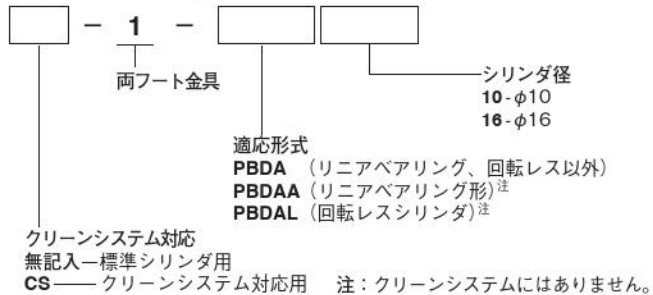 － 1 －
両フート金具
シリンダ径
10-φ10
16-φ16
適応形式
PBDA （リニアベアリング、回転レス以外）
PBDAA（リニアベアリング形）注
PBDAL（回転レスシリンダ）注
クリーンシステム対応
無記入―標準シリンダ用
CS―― クリーンシステム対応用 注：クリーンシステムにはありません。